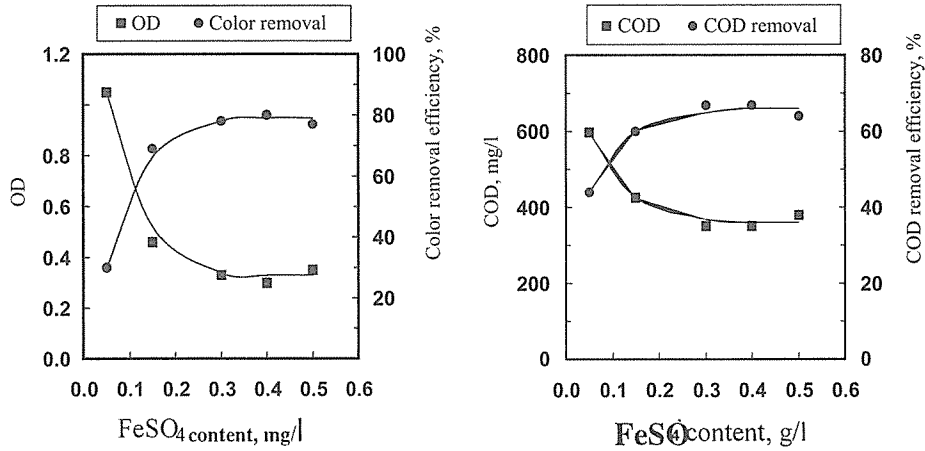 OD Color removal
1.2
1.0
0.8
0.6
0.4
0.2
0.0
OD
100
80
60
40
20
Color removal efficiency, %
0.0 0.1 0.2 0.3 0.4 0.5 0.6
FeSO4 content, mg/l
COD COD removal
800
600
400
200
0
COD, mg/l
80
60
40
20
0
COD removal efficiency, %
0.0 0.1 0.2 0.3 0.4 0.5 0.6
FeSO4 content, g/l